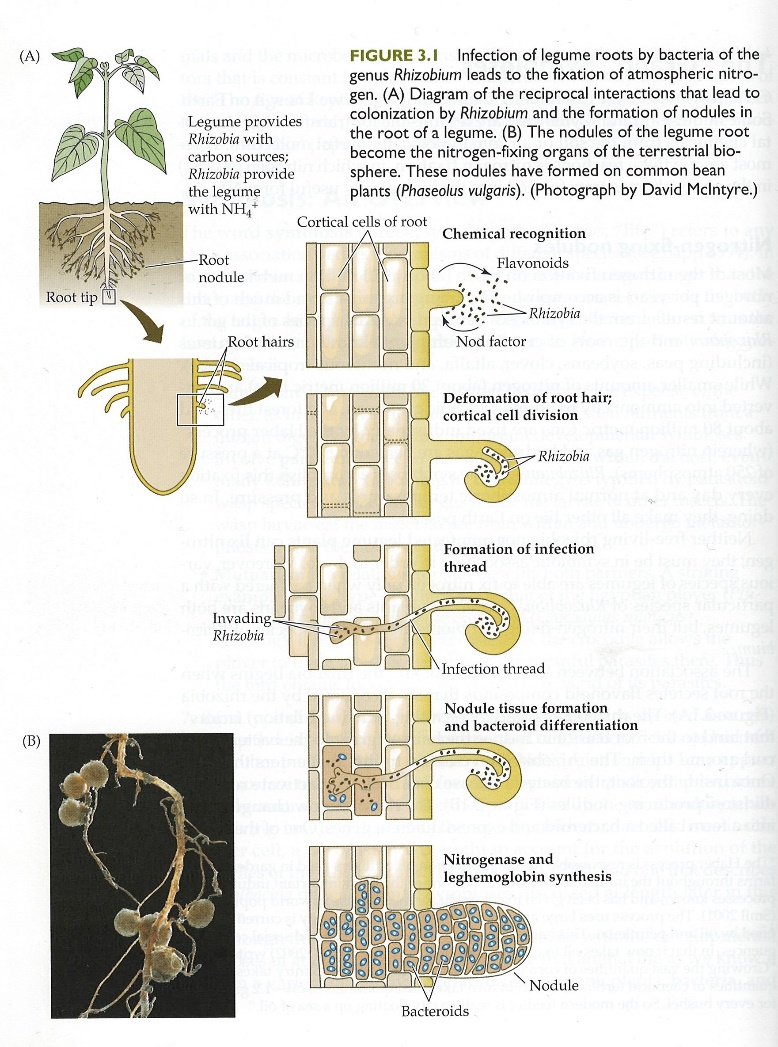 (A)
FIGURE 3.1 Infection of legume roots by bacteria of the
genus Rhizobium leads to the fixation of atmospheric nitro-
gen. (A) Diagram of the reciprocal interactions that lead to
colonization by Rhizobium and the formation of nodules in
the root of a legume. (B) The nodules of the legume root
become the nitrogen-fixing organs of the terrestrial bio-
sphere. These nodules have formed on common bean
plants (Phaseolus vulgaris). (Photograph by David McIntyre.)
Legume provides
Rhizobia with
carbon sources;
Rhizobia provide
the legume
with NH4+
Root
nodule
Root tip
Root hairs
Cortical cells of root
Chemical recognition
Flavonoids
Rhizobia
Nod factor
Deformation of root hair;
cortical cell division
Rhizobia
Formation of infection
thread
Invading
Rhizobia
Infection thread
Nodule tissue formation
and bacteroid differentiation
(B)
Nitrogenase and
leghemoglobin synthesis
Nodule
Bacteroids